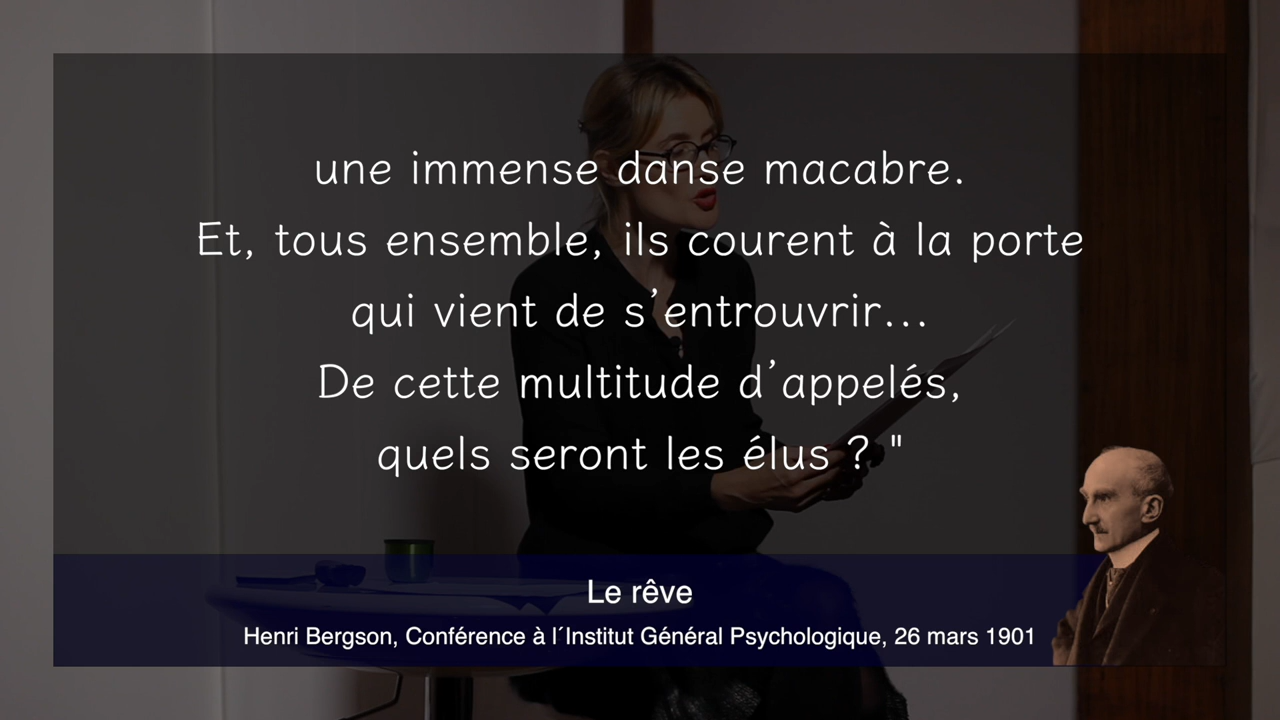 une immense danse macabre.
Et, tous ensemble, ils courent à la porte
qui vient de s’entrouvrir...
De cette multitude d’appelés,
quels seront les élus ? "
Le rêve
Henri Bergson, Conférence à l´Institut Général Psychologique, 26 mars 1901